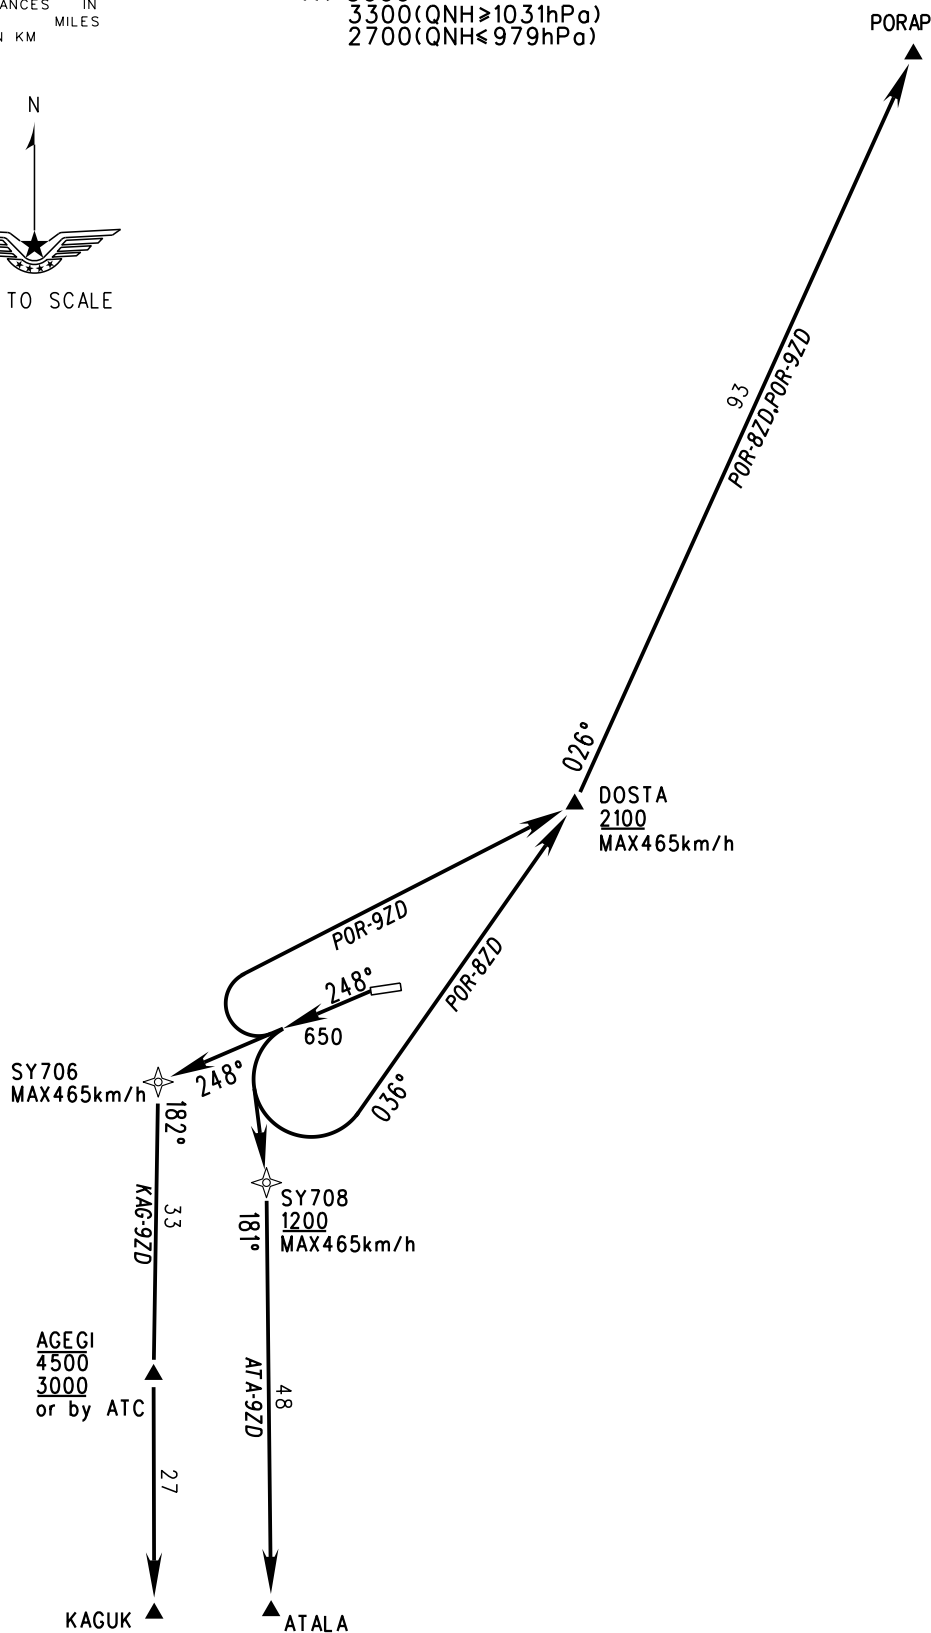 IN
MILES
KM
3300(QNH≥1031hPa)
2700(QNH≤979hPa)
PORAP
N
TO SCALE
93
POR-8ZD,POR-9ZD
026°
DOSTA
2100
MAX465km/h
POR-9ZD
POR-8ZD
248°
650
SY706
MAX465km/h
248°
036°
182°
KAG-9ZD
33
SY708
1200
MAX465km/h
181°
AGEGI
4500
3000
or by ATC
ATA-9ZD
48
27
KAGUK
ATALA